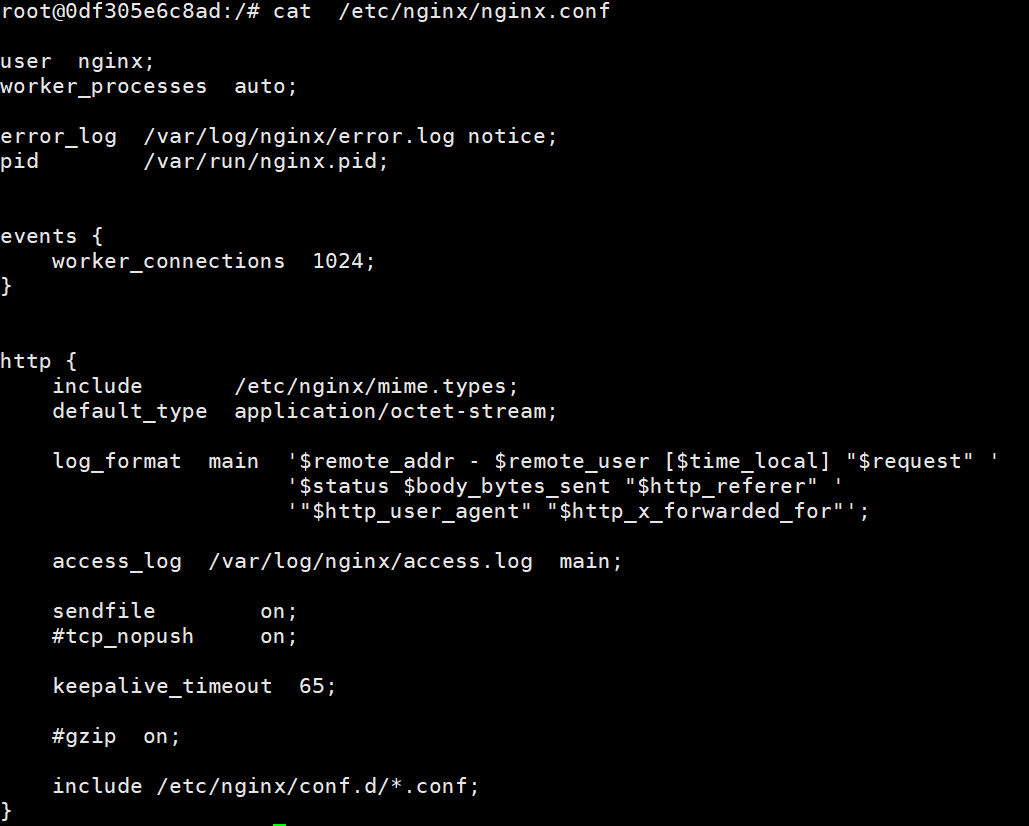 root@0df305e6c8ad:/# cat  /etc/nginx/nginx.conf

user  nginx;
worker_processes  auto;

error_log  /var/log/nginx/error.log notice;
pid        /var/run/nginx.pid;


events {
    worker_connections  1024;
}


http {
    include       /etc/nginx/mime.types;
    default_type  application/octet-stream;

    log_format  main  '$remote_addr - $remote_user [$time_local] "$request" '
                      '$status $body_bytes_sent "$http_referer" '
                      '"$http_user_agent" "$http_x_forwarded_for"';

    access_log  /var/log/nginx/access.log  main;

    sendfile        on;
    #tcp_nopush     on;

    keepalive_timeout  65;

    #gzip  on;

    include /etc/nginx/conf.d/*.conf;
}